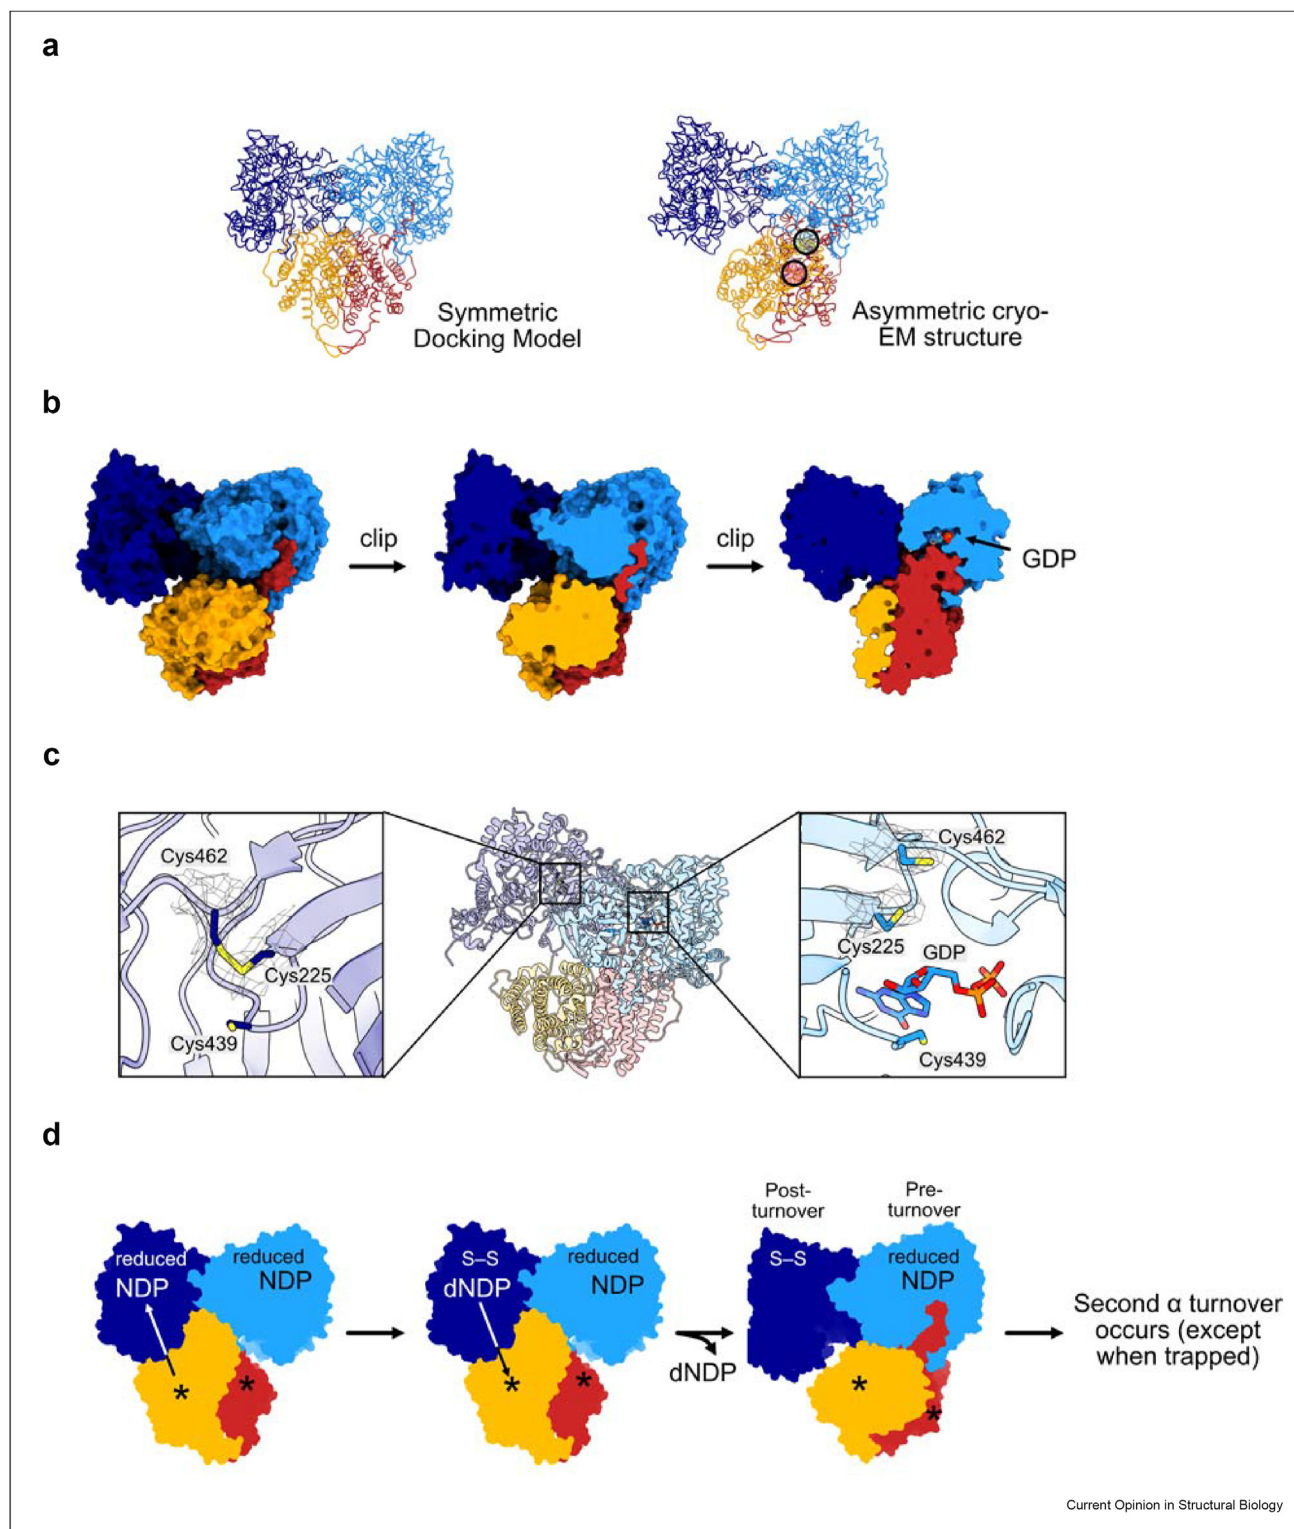 a
Symmetric
Docking Model
Asymmetric cryo-
EM structure
b
clip
clip
GDP
c
Cys462
Cys225
Cys439
Cys462
Cys225
GDP
Cys439
d
reduced
NDP
reduced
NDP
S–S
dNDP
reduced
NDP
dNDP
Post-
turnover
Pre-
turnover
S–S
reduced
NDP
Second α turnover
occurs (except
when trapped)
*
*
*
*
*
*
Current Opinion in Structural Biology